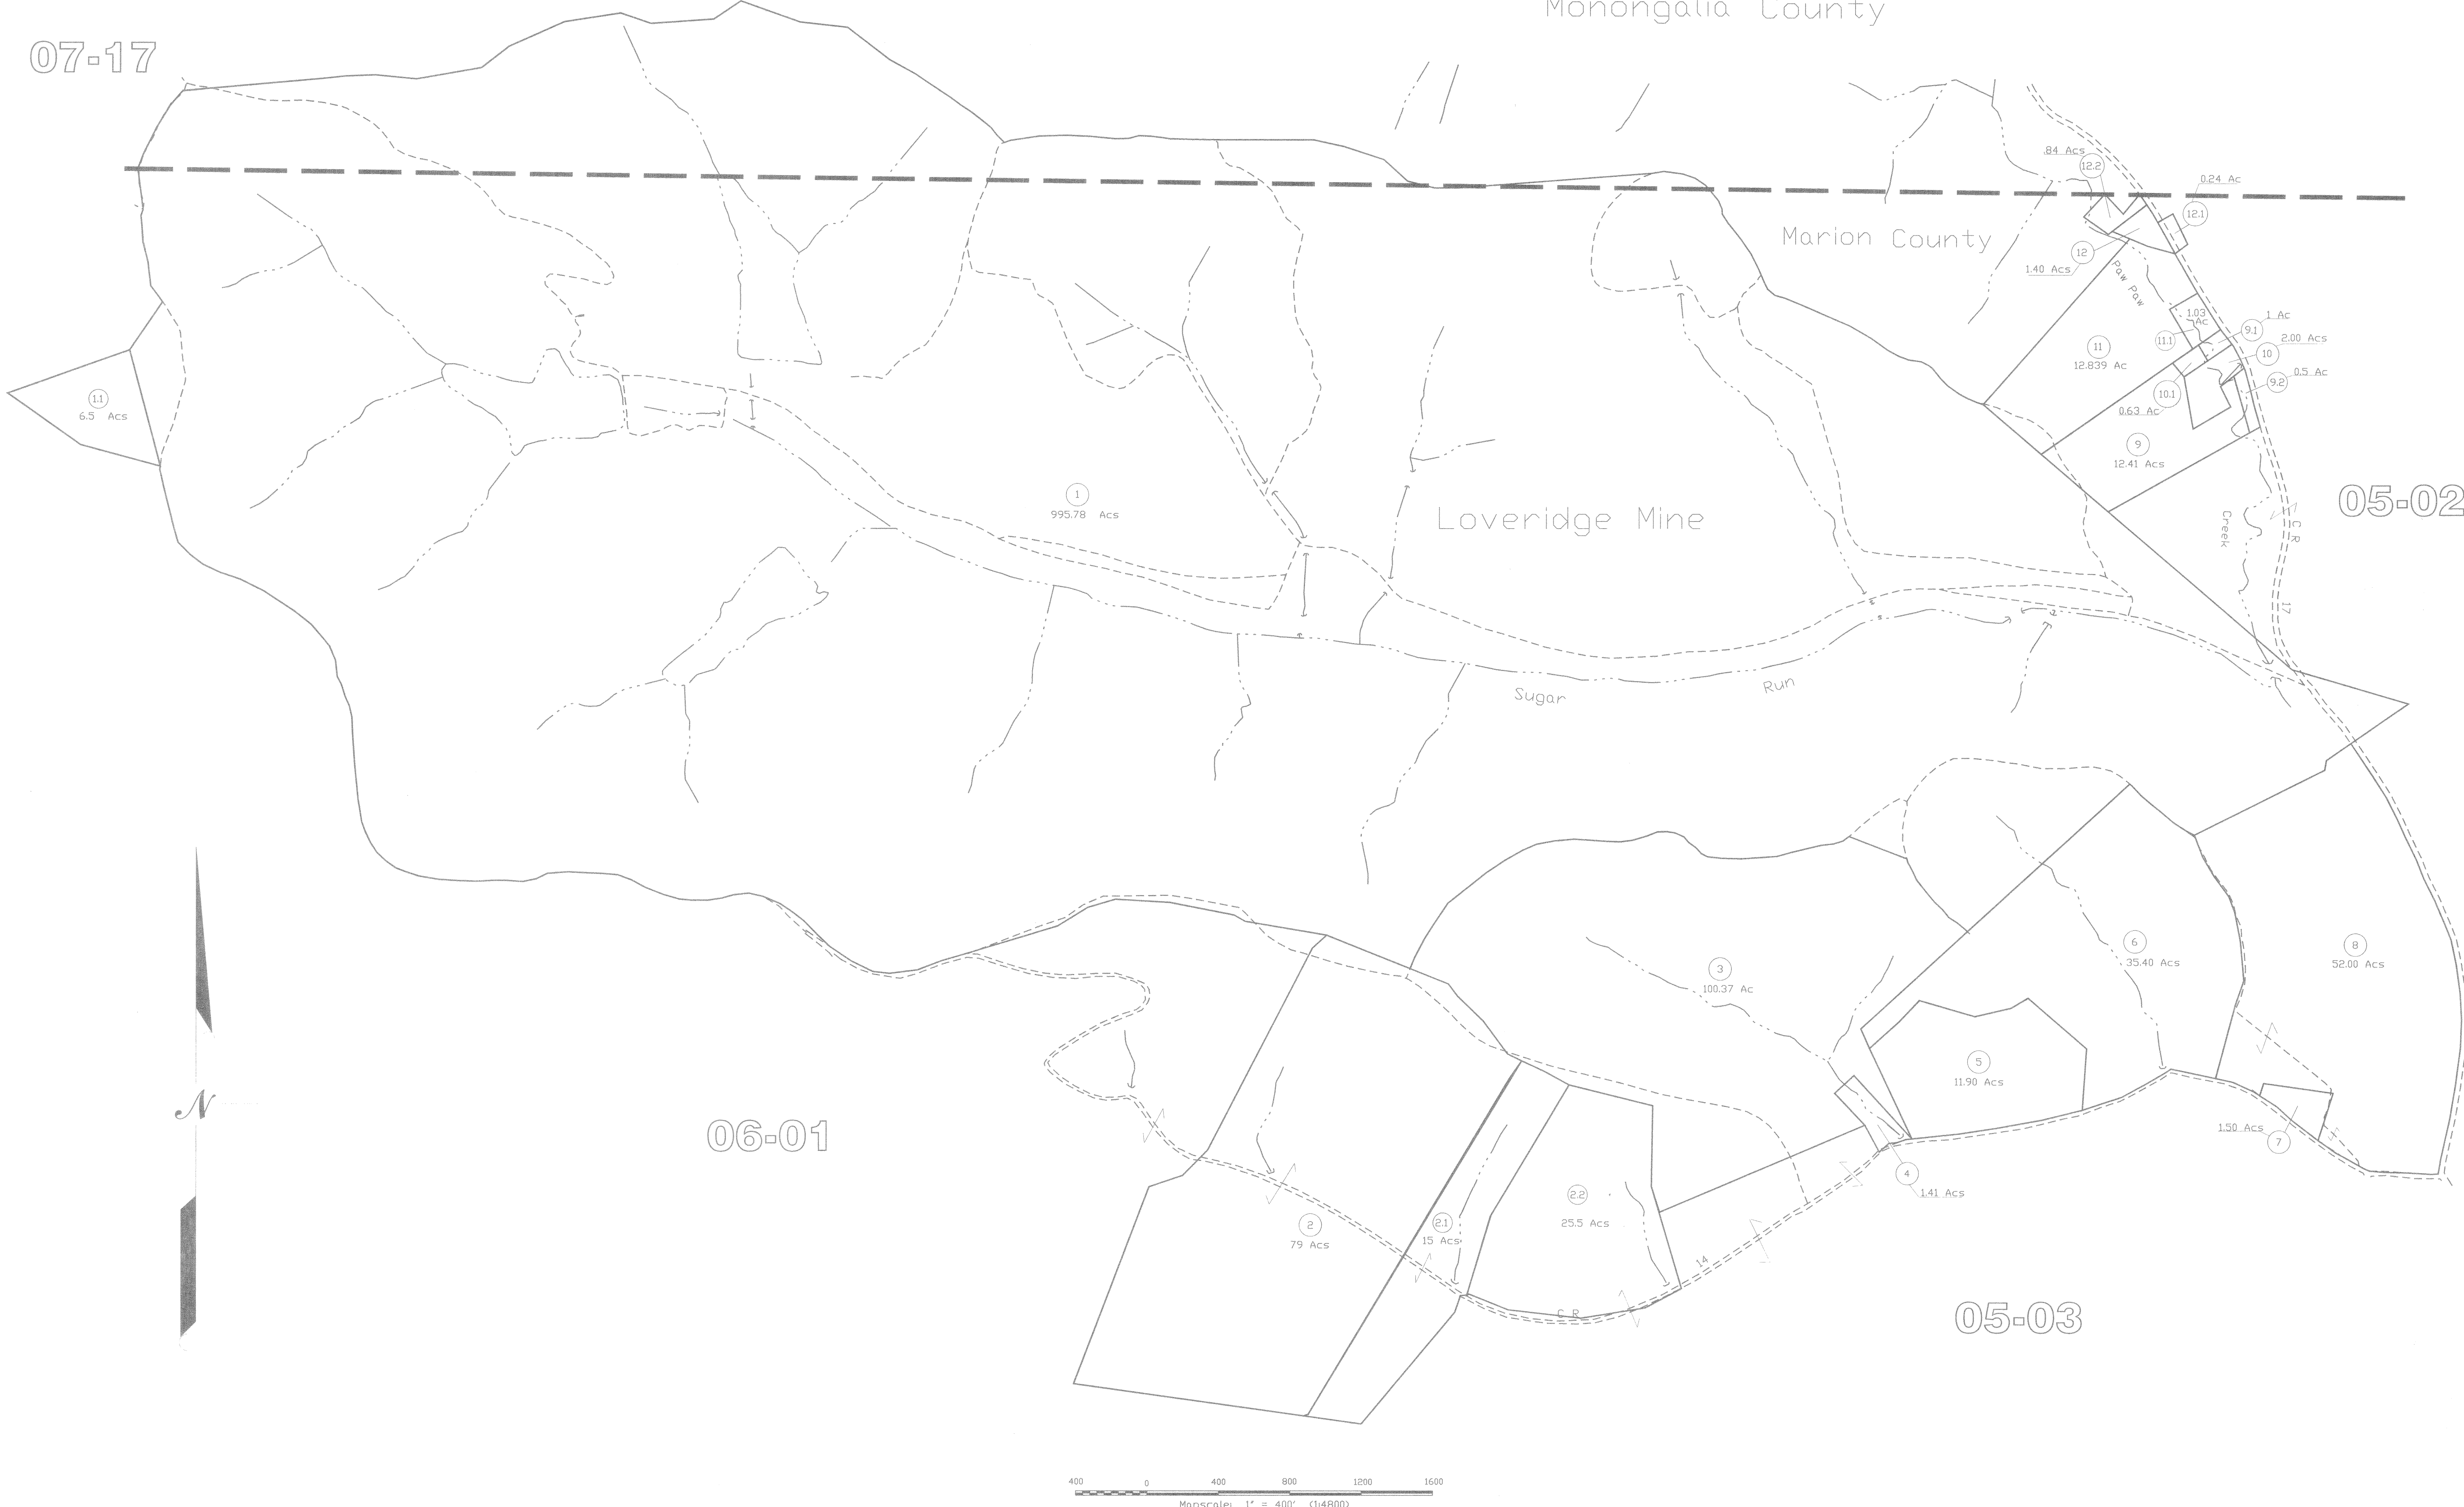 Monongalia County
07-17
.84 Acs
12.2
0.24 Ac
12.1
Marion County
12
1.40 Acs
Paw Paw
1.03
Ac
11.1
9.1
1 Ac
2.00 Acs
10
11
12.839 Ac
9.2
0.5 Ac
10.1
0.63 Ac
1.1
6.5 Acs
9
12.41 Acs
1
995.78 Acs
Loveridge Mine
05-02
Creek
C R
17
Sugar Run
3
100.37 Ac
6
35.40 Acs
8
52.00 Acs
5
11.90 Acs
N
06-01
1.50 Acs
7
4
1.41 Acs
2
79 Acs
2.1
15 Acs
2.2
25.5 Acs
14
C R
05-03
400 0 400 800 1200 1600
Mapscale: 1" = 400' (1:4800)